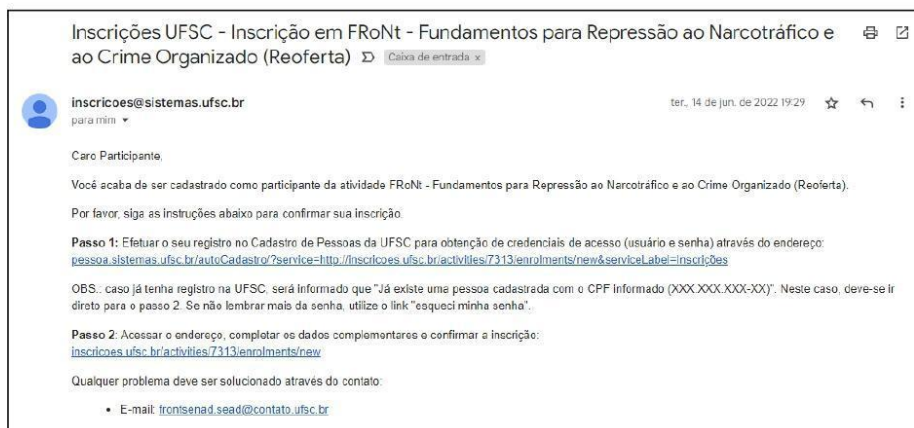 Inscrições UFSC - Inscrição em FRoNt - Fundamentos para Repressão ao Narcotráfico e
ao Crime Organizado (Reoferta) Caixa de entrada x
inscricoes@sistemas.ufsc.br ter., 14 de jun. de 2022 19:29
para mim
Caro Participante,
Você acaba de ser cadastrado como participante da atividade FRoNt - Fundamentos para Repressão ao Narcotráfico e ao Crime Organizado (Reoferta).
Por favor, siga as instruções abaixo para confirmar sua inscrição.
Passo 1: Efetuar o seu registro no Cadastro de Pessoas da UFSC para obtenção de credenciais de acesso (usuário e senha) através do endereço:
pessoa.sistemas.ufsc.br/autoCadastro/?service=http://inscricoes.ufsc.br/activities/7313/enrolments/new&serviceLabel=Inscrições
OBS.: caso já tenha registro na UFSC, será informado que "Já existe uma pessoa cadastrada com o CPF informado (XXX.XXX.XXX-XX)". Neste caso, deve-se ir
direto para o passo 2. Se não lembrar mais da senha, utilize o link "esqueci minha senha".
Passo 2: Acessar o endereço, completar os dados complementares e confirmar a inscrição:
inscricoes.ufsc.br/activities/7313/enrolments/new
Qualquer problema deve ser solucionado através do contato:
• E-mail: frontsenad.sead@contato.ufsc.br